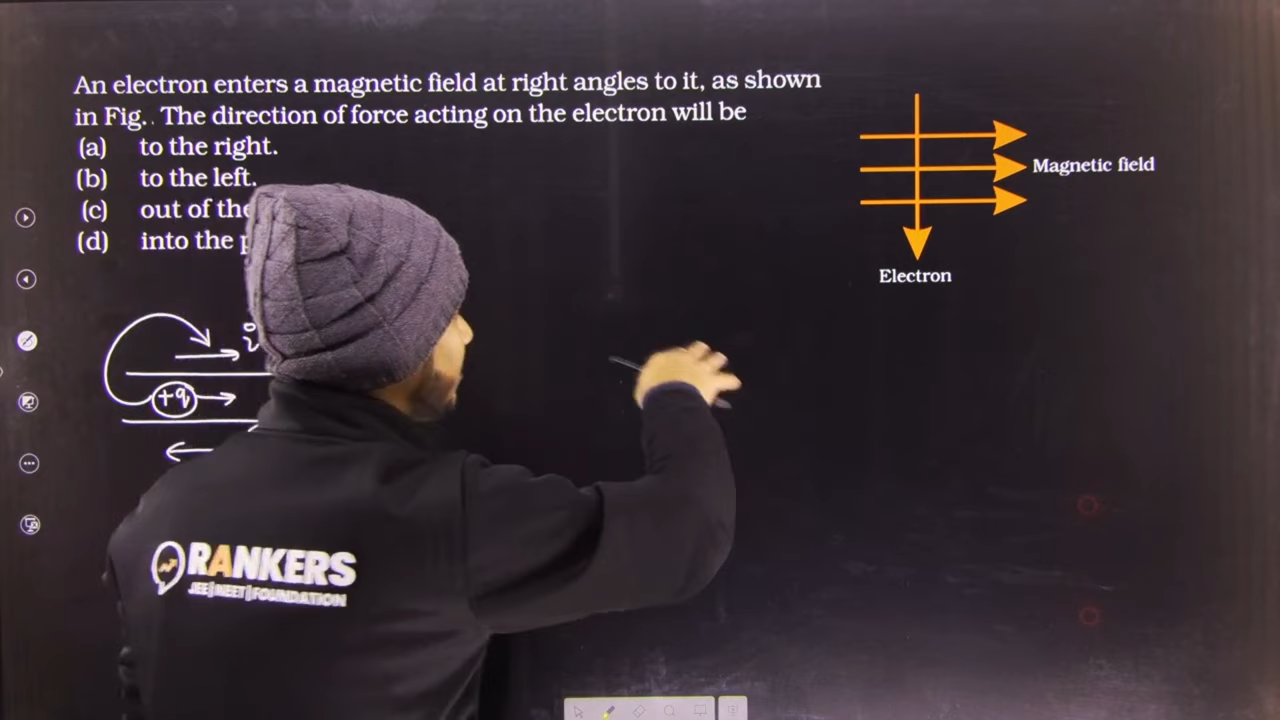 An electron enters a magnetic field at right angles to it, as shown
in Fig.. The direction of force acting on the electron will be
(a) to the right.
(b) to the left.
(c) out of the
(d) into the
Magnetic field
Electron
+q
RANKERS
JEE|NEET|FOUNDATION